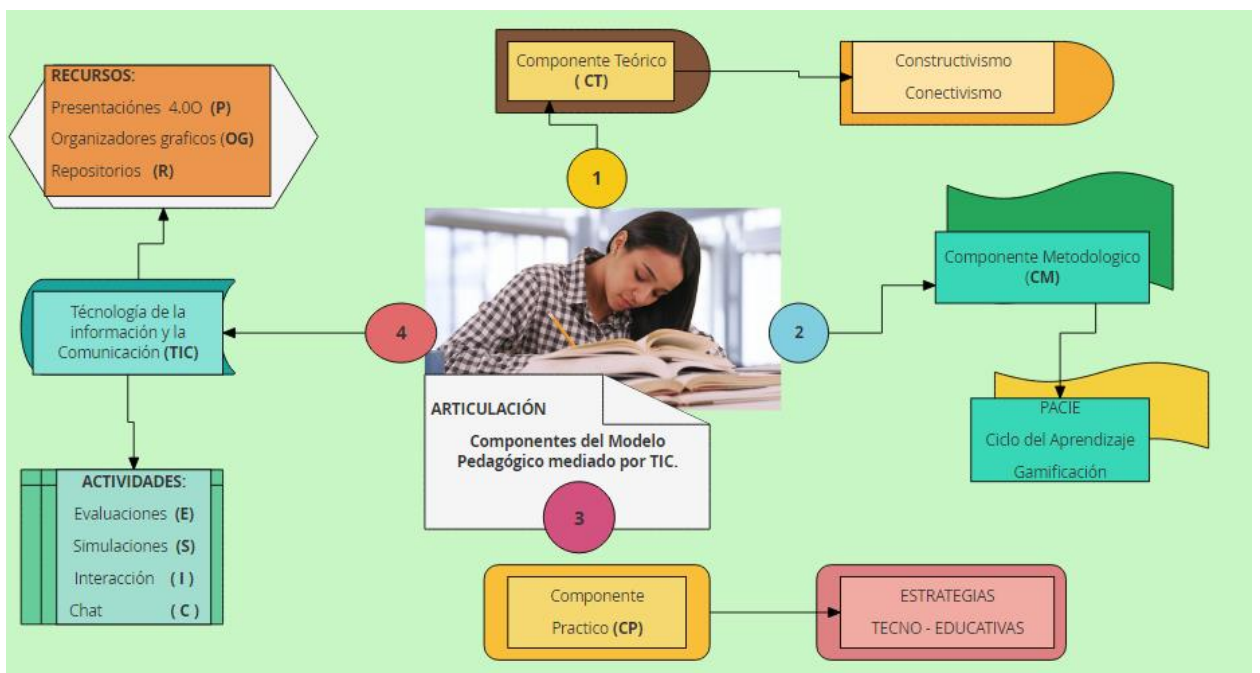 RECURSOS:
Presentaciónes 4.0O (P)
Organizadores graficos (OG)
Repositorios (R)
Componente Teórico
( CT)
Constructivismo
Conectivismo
1
Componente Metodologico
(CM)
2
PACIE
Ciclo del Aprendizaje
Gamificación
4
Técnología de la
información y la
Comunicación (TIC)
ARTICULACIÓN
Componentes del Modelo
Pedagógico mediado por TIC.
3
ACTIVIDADES:
Evaluaciones (E)
Simulaciones (S)
Interacción ( I )
Chat ( C )
Componente
Practico (CP)
ESTRATEGIAS
TECNO - EDUCATIVAS